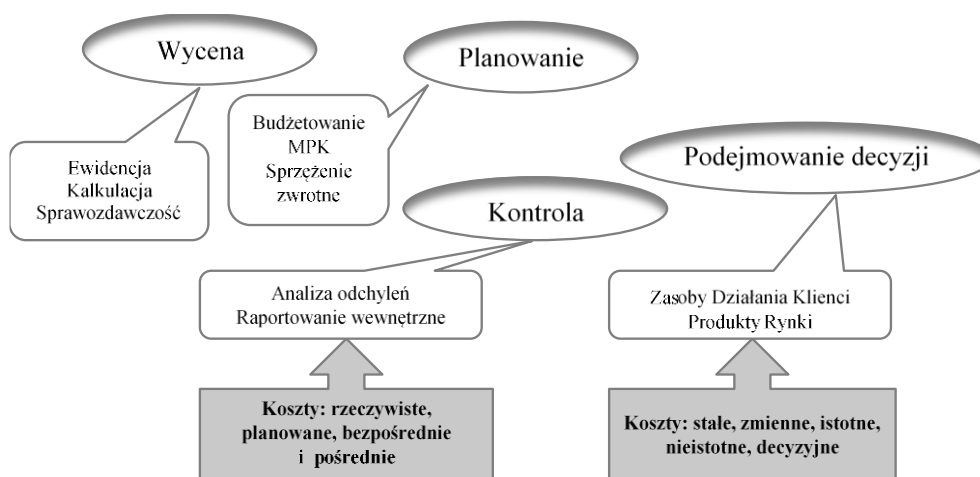 Wycena
Planowanie
Budżetowanie
MPK
Sprzężenie
zwrotne
Ewidencja
Kalkulacja
Sprawozdawczość
Podejmowanie decyzji
Kontrola
Analiza odchyleń
Raportowanie wewnętrzne
Zasoby Działania Klienci
Produkty Rynki
Koszty: rzeczywiste,
planowane, bezpośrednie
i pośrednie
Koszty: stałe, zmienne, istotne,
nieistotne, decyzyjne